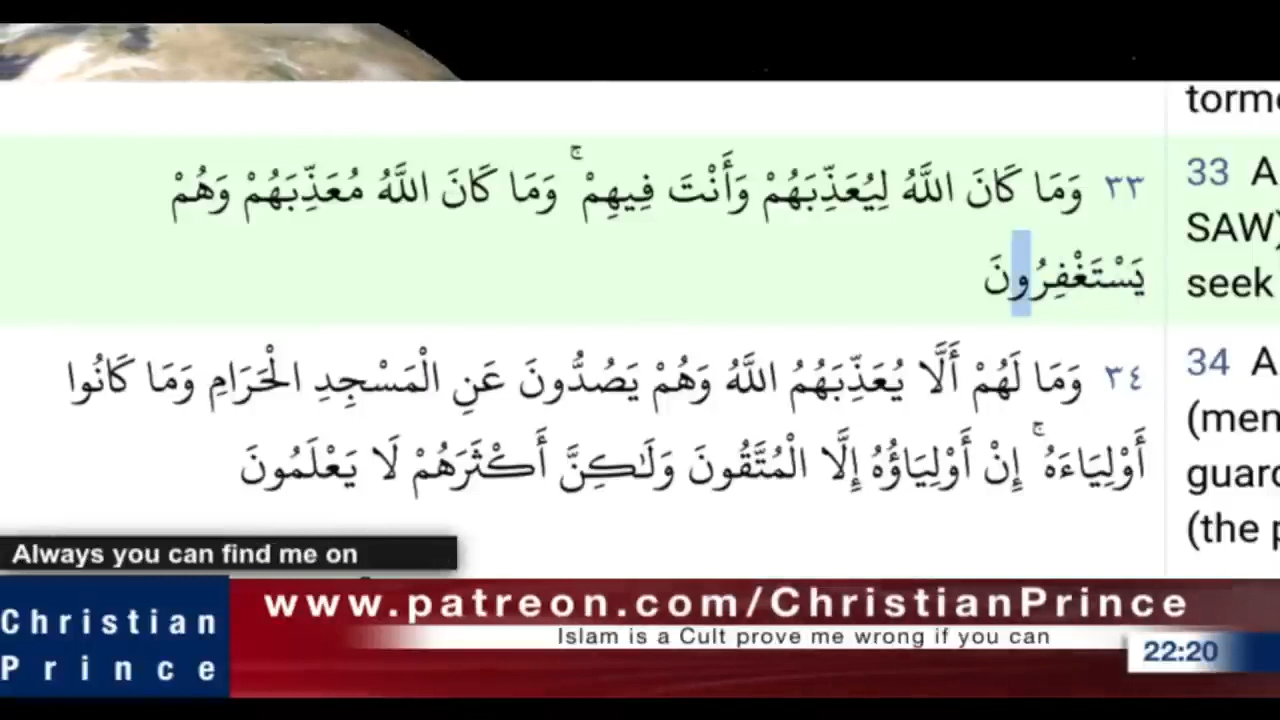 torme
٣٣ وَمَا كَانَ اللَّهُ لِيُعَذِّبَهُمْ وَأَنْتَ فِيهِمْ ۚ وَمَا كَانَ اللَّهُ مُعَذِّبَهُمْ وَهُمْ
يَسْتَغْفِرُونَ
33 A
SAW)
seek
٣٤ وَمَا لَهُمْ أَلَّا يُعَذِّبَهُمُ اللَّهُ وَهُمْ يَصُدُّونَ عَنِ الْمَسْجِدِ الْحَرَامِ وَمَا كَانُوا
أَوْلِيَاءَهُ ۚ إِنْ أَوْلِيَاؤُهُ إِلَّا الْمُتَّقُونَ وَلَٰكِنَّ أَكْثَرَهُمْ لَا يَعْلَمُونَ
34 A
(men
guard
(the p
Always you can find me on
Christian
Prince
www.patreon.com/ChristianPrince
Islam is a Cult prove me wrong if you can
22:20